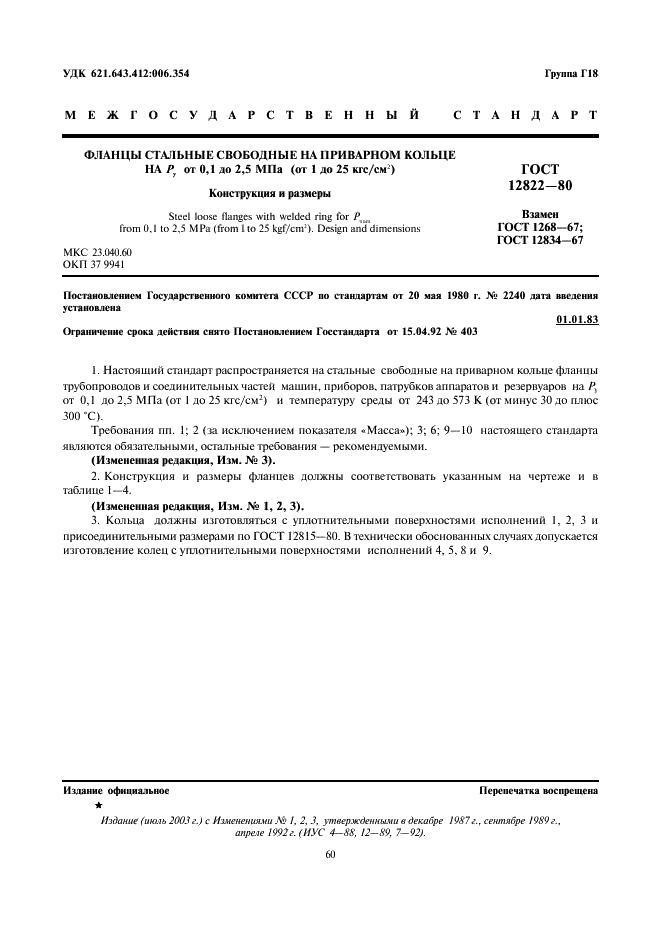 УДК 621.643.412:006.354 Группа Г18
МЕЖГОСУДАРСТВЕННЫЙ СТАНДАРТ
ФЛАНЦЫ СТАЛЬНЫЕ СВОБОДНЫЕ НА ПРИВАРНОМ КОЛЬЦЕ
НА Pу от 0,1 до 2,5 МПа (от 1 до 25 кгс/см²)
Конструкция и размеры
Steel loose flanges with welded ring for Pnom
from 0,1 to 2,5 MPa (from 1 to 25 kgf/cm²). Design and dimensions
ГОСТ
12822—80
Взамен
ГОСТ 1268—67;
ГОСТ 12834—67
МКС 23.040.60
ОКП 37 9941
Постановлением Государственного комитета СССР по стандартам от 20 мая 1980 г. № 2240 дата введения
установлена
01.01.83
Ограничение срока действия снято Постановлением Госстандарта от 15.04.92 № 403
1. Настоящий стандарт распространяется на стальные свободные на приварном кольце фланцы
трубопроводов и соединительных частей машин, приборов, патрубков аппаратов и резервуаров на Pу
от 0,1 до 2,5 МПа (от 1 до 25 кгс/см²) и температуру среды от 243 до 573 К (от минус 30 до плюс
300 °С).
Требования пп. 1; 2 (за исключением показателя «Масса»); 3; 6; 9—10 настоящего стандарта
являются обязательными, остальные требования — рекомендуемыми.
(Измененная редакция, Изм. № 3).
2. Конструкция и размеры фланцев должны соответствовать указанным на чертеже и в
таблице 1—4.
(Измененная редакция, Изм. № 1, 2, 3).
3. Кольца должны изготовляться с уплотнительными поверхностями исполнений 1, 2, 3 и
присоединительными размерами по ГОСТ 12815—80. В технически обоснованных случаях допускается
изготовление колец с уплотнительными поверхностями исполнений 4, 5, 8 и 9.
Издание официальное Перепечатка воспрещена
★
Издание (июль 2003 г.) с Изменениями № 1, 2, 3, утвержденными в декабре 1987 г., сентябре 1989 г.,
апреле 1992 г. (ИУС 4—88, 12—89, 7—92).
60